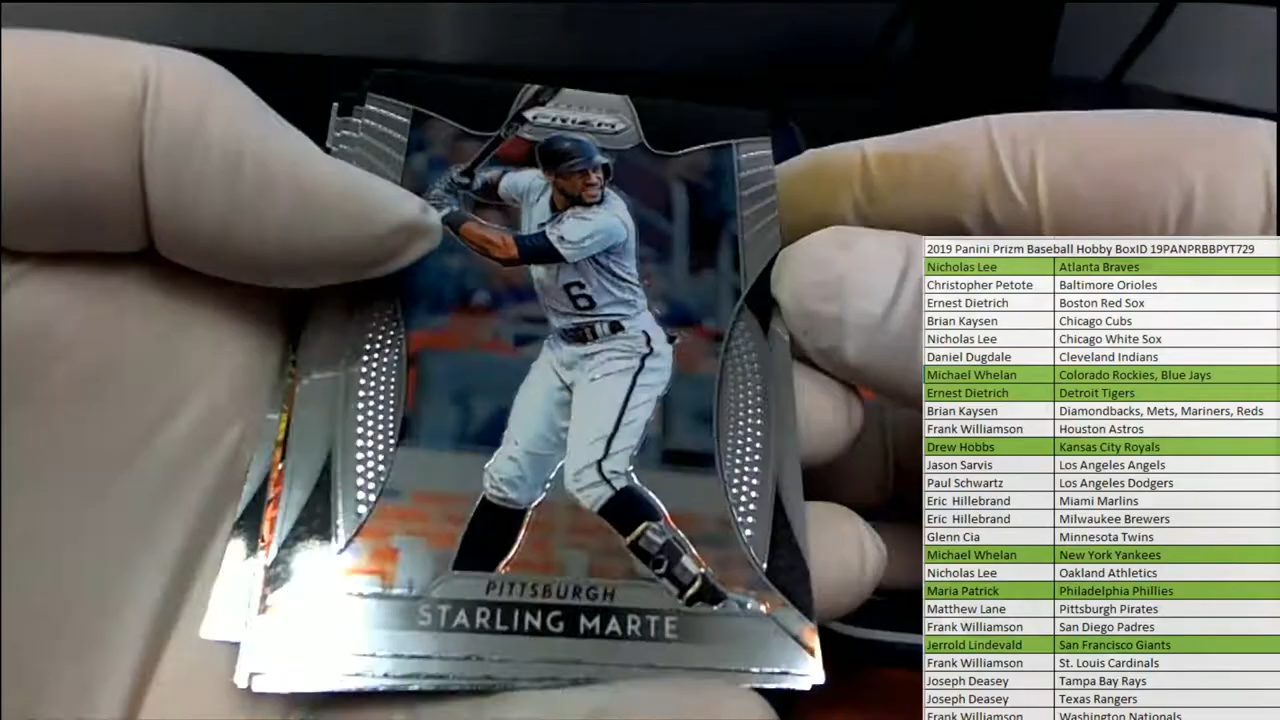 PRIZM
6
PITTSBURGH
STARLING MARTE
2019 Panini Prizm Baseball Hobby BoxID 19PANPRBBPYT729
Nicholas Lee Atlanta Braves
Christopher Petote Baltimore Orioles
Ernest Dietrich Boston Red Sox
Brian Kaysen Chicago Cubs
Nicholas Lee Chicago White Sox
Daniel Dugdale Cleveland Indians
Michael Whelan Colorado Rockies, Blue Jays
Ernest Dietrich Detroit Tigers
Brian Kaysen Diamondbacks, Mets, Mariners, Reds
Frank Williamson Houston Astros
Drew Hobbs Kansas City Royals
Jason Sarvis Los Angeles Angels
Paul Schwartz Los Angeles Dodgers
Eric Hillebrand Miami Marlins
Eric Hillebrand Milwaukee Brewers
Glenn Cia Minnesota Twins
Michael Whelan New York Yankees
Nicholas Lee Oakland Athletics
Maria Patrick Philadelphia Phillies
Matthew Lane Pittsburgh Pirates
Frank Williamson San Diego Padres
Jerrold Lindevald San Francisco Giants
Frank Williamson St. Louis Cardinals
Joseph Deasey Tampa Bay Rays
Joseph Deasey Texas Rangers
Frank Williamson Washington Nationals